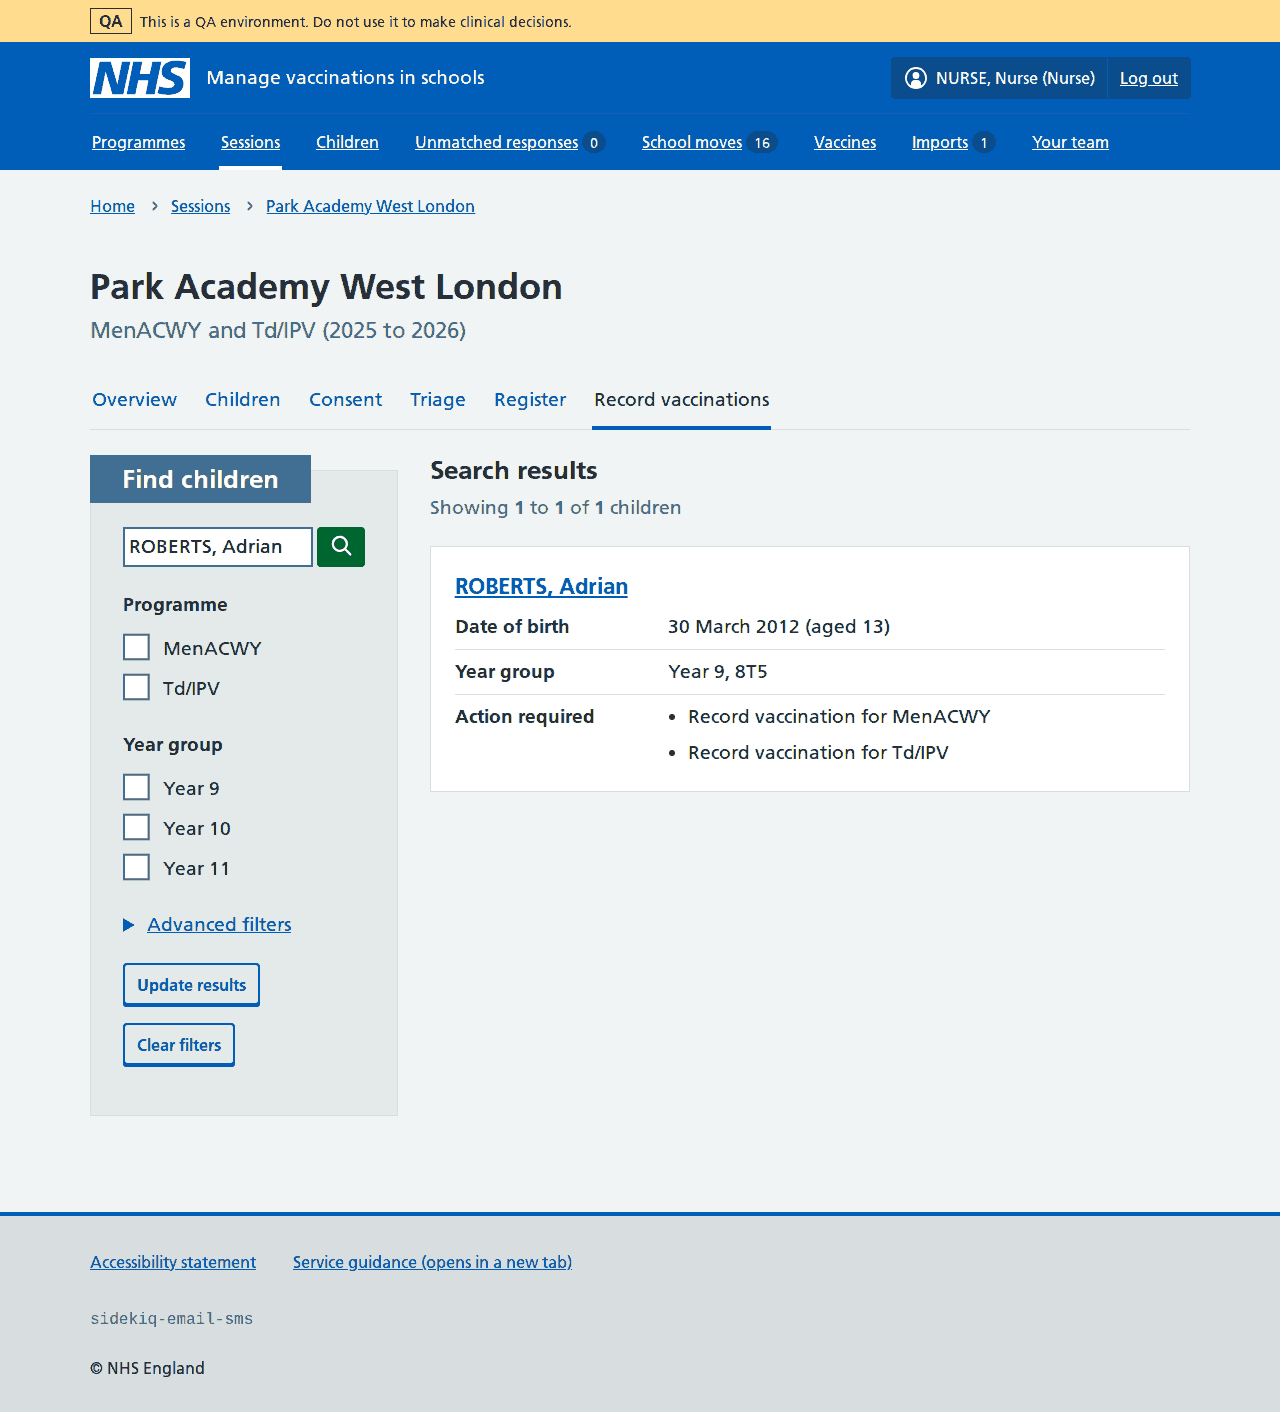 QA This is a QA environment. Do not use it to make clinical decisions.
NHS Manage vaccinations in schools NURSE, Nurse (Nurse) Log out
Programmes Sessions Children Unmatched responses 0 School moves 16 Vaccines Imports 1 Your team
Home Sessions Park Academy West London
Park Academy West London
MenACWY and Td/IPV (2025 to 2026)
Overview Children Consent Triage Register Record vaccinations
Find children
ROBERTS, Adrian
Programme
MenACWY
Td/IPV
Year group
Year 9
Year 10
Year 11
Advanced filters
Update results
Clear filters
Search results
Showing 1 to 1 of 1 children
ROBERTS, Adrian
Date of birth 30 March 2012 (aged 13)
Year group Year 9, 8T5
Action required • Record vaccination for MenACWY
• Record vaccination for Td/IPV
Accessibility statement Service guidance (opens in a new tab)
sidekiq-email-sms
© NHS England